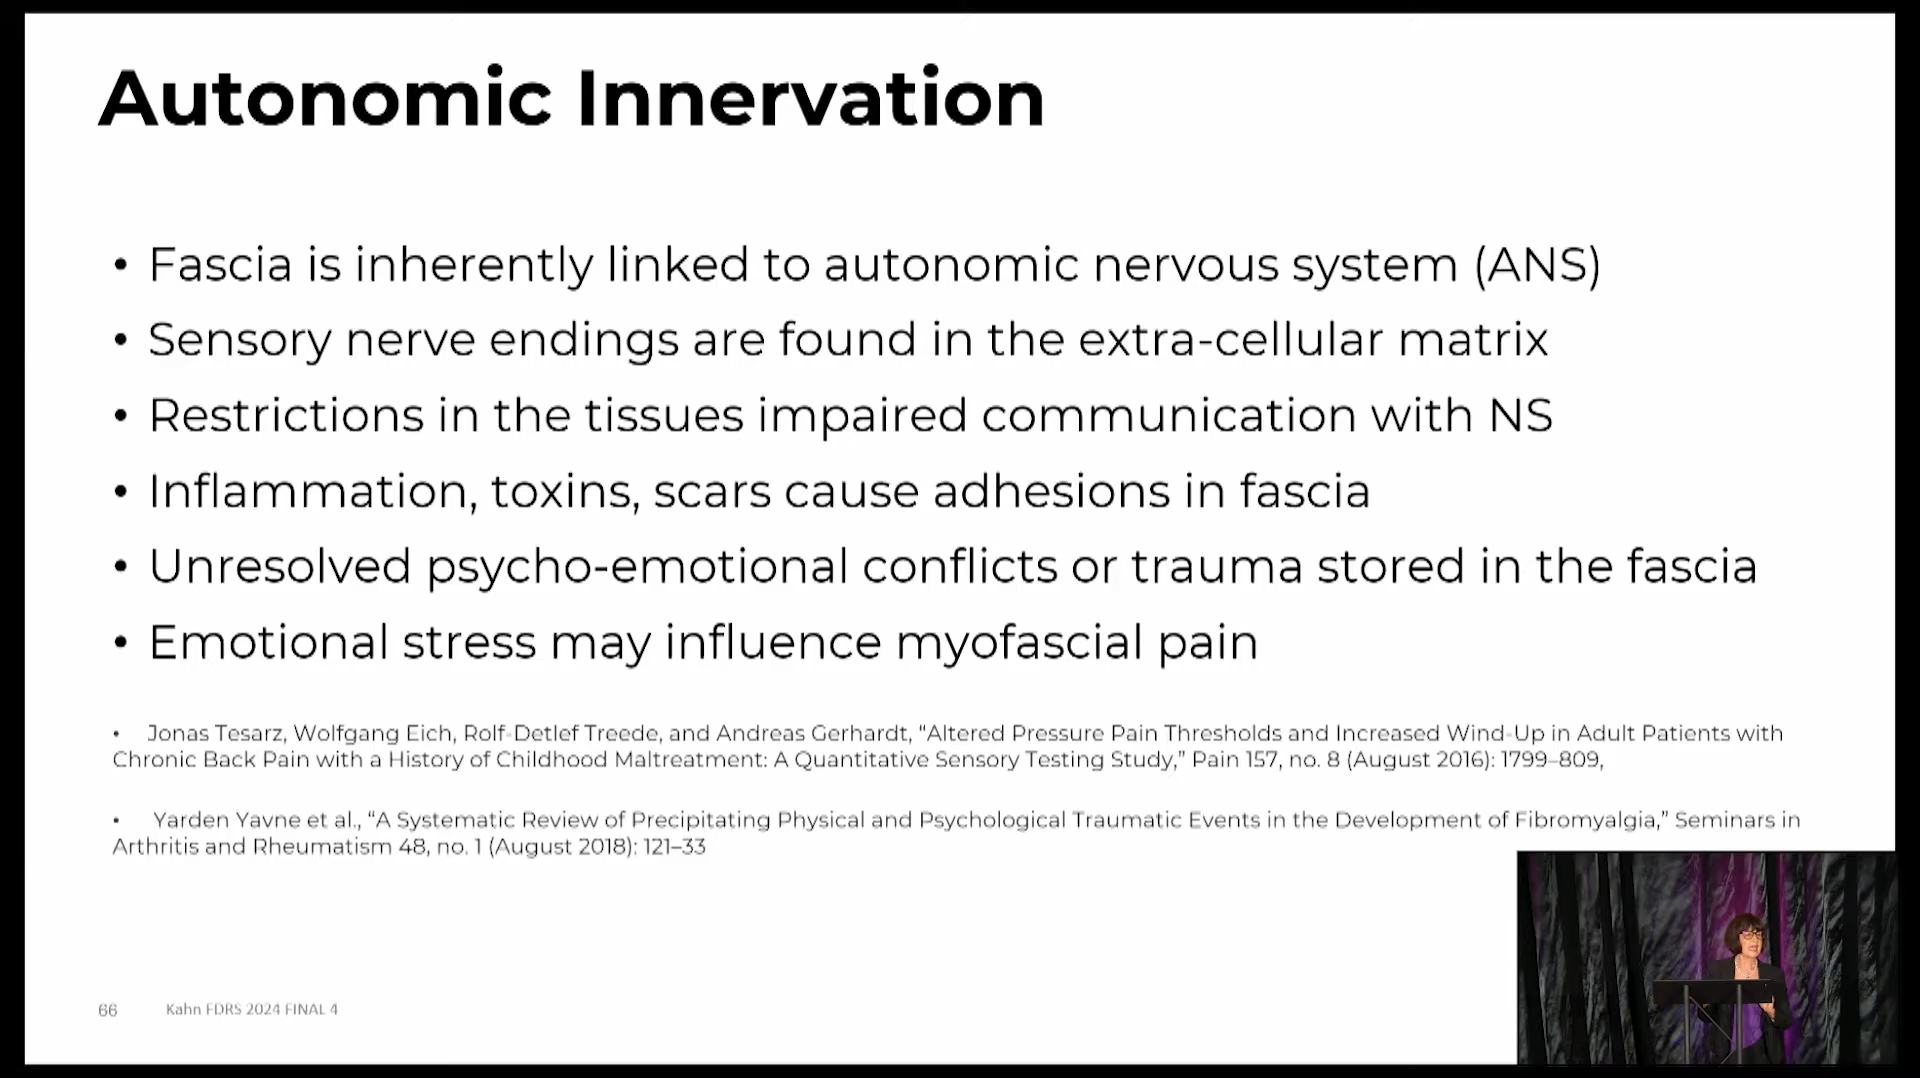 Autonomic Innervation
• Fascia is inherently linked to autonomic nervous system (ANS)
• Sensory nerve endings are found in the extra-cellular matrix
• Restrictions in the tissues impaired communication with NS
• Inflammation, toxins, scars cause adhesions in fascia
• Unresolved psycho-emotional conflicts or trauma stored in the fascia
• Emotional stress may influence myofascial pain
• Jonas Tesarz, Wolfgang Eich, Rolf-Detlef Treede, and Andreas Gerhardt, “Altered Pressure Pain Thresholds and Increased Wind-Up in Adult Patients with
Chronic Back Pain with a History of Childhood Maltreatment: A Quantitative Sensory Testing Study,” Pain 157, no. 8 (August 2016): 1799–809,
• Yarden Yavne et al., “A Systematic Review of Precipitating Physical and Psychological Traumatic Events in the Development of Fibromyalgia,” Seminars in
Arthritis and Rheumatism 48, no. 1 (August 2018): 121–33
66 Kahn FDRS 2024 FINAL 4